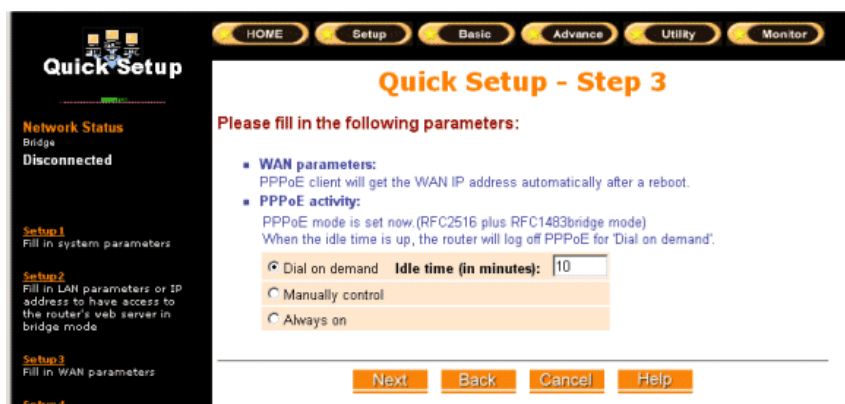 HOME Setup Basic Advance Utility Monitor
Quick Setup
Quick Setup - Step 3
Network Status
Bridge
Disconnected
Setup1
Fill in system parameters
Setup2
Fill in LAN parameters or IP
address to have access to
the router's web server in
bridge mode
Setup3
Fill in WAN parameters
Please fill in the following parameters:
WAN parameters:
PPPoE client will get the WAN IP address automatically after a reboot.
PPPoE activity:
PPPoE mode is set now.(RFC2516 plus RFC1483bridge mode)
When the idle time is up, the router will log off PPPoE for 'Dial on demand'.
Dial on demand Idle time (in minutes): 10
Manually control
Always on
Next Back Cancel Help